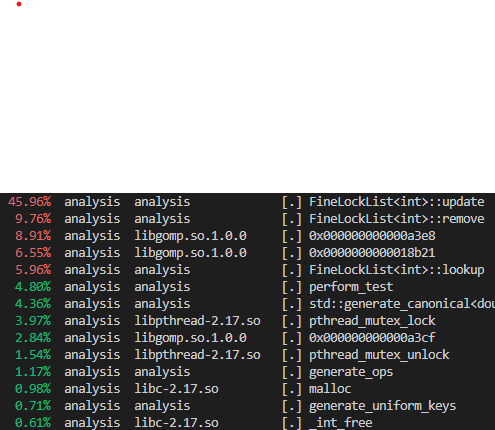 45.96% analysis analysis [.] FineLockList<int>::update
9.76% analysis analysis [.] FineLockList<int>::remove
8.91% analysis libgomp.so.1.0.0 [.] 0x000000000000a3e8
6.55% analysis libgomp.so.1.0.0 [.] 0x0000000000018b21
5.96% analysis analysis [.] FineLockList<int>::lookup
4.80% analysis analysis [.] perform_test
4.36% analysis analysis [.] std::generate_canonical<dou
3.97% analysis libpthread-2.17.so [.] pthread_mutex_lock
2.84% analysis libgomp.so.1.0.0 [.] 0x000000000000a3cf
1.54% analysis libpthread-2.17.so [.] pthread_mutex_unlock
1.17% analysis analysis [.] generate_ops
0.98% analysis libc-2.17.so [.] malloc
0.71% analysis analysis [.] generate_uniform_keys
0.61% analysis libc-2.17.so [.] _int_free